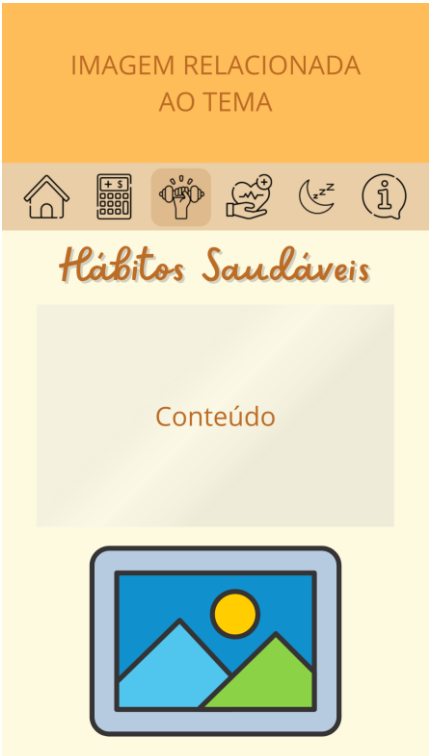 IMAGEM RELACIONADA
AO TEMA
+ $
z z Z
i
Hábitos Saudáveis
Conteúdo